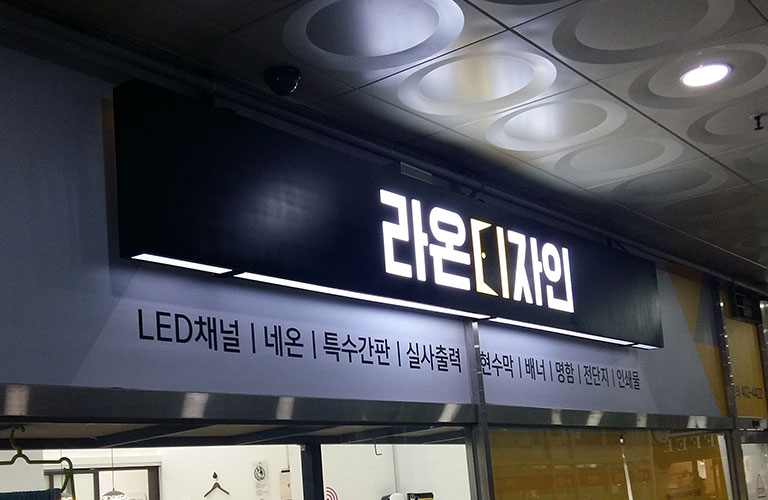 라온디자인
LED채널 | 네온 | 특수간판 | 실사출력 | 현수막 | 배너 | 명함 | 전단지 | 인쇄물